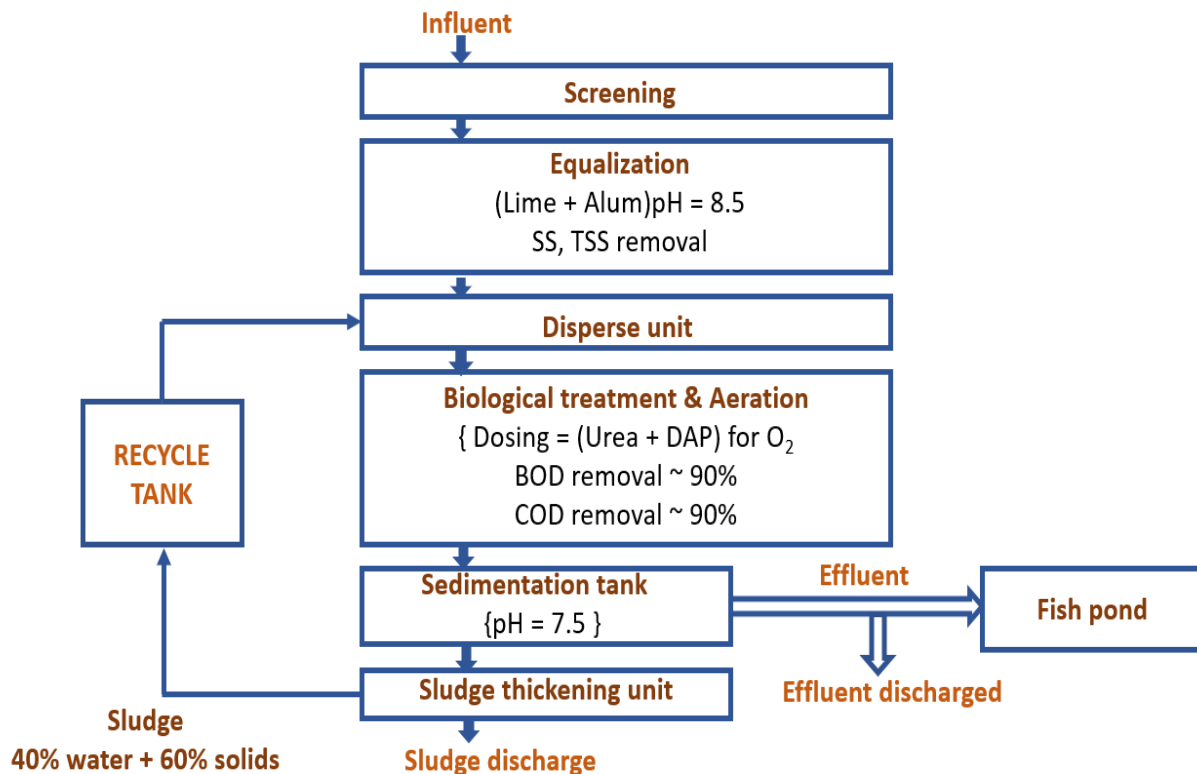 Influent
Screening
Equalization
(Lime + Alum)pH = 8.5
SS, TSS removal
Disperse unit
Biological treatment & Aeration
{ Dosing = (Urea + DAP) for O₂
BOD removal ~ 90%
COD removal ~ 90%
RECYCLE
TANK
Sedimentation tank
{pH = 7.5 }
Effluent
Fish pond
Effluent discharged
Sludge thickening unit
Sludge
40% water + 60% solids
Sludge discharge